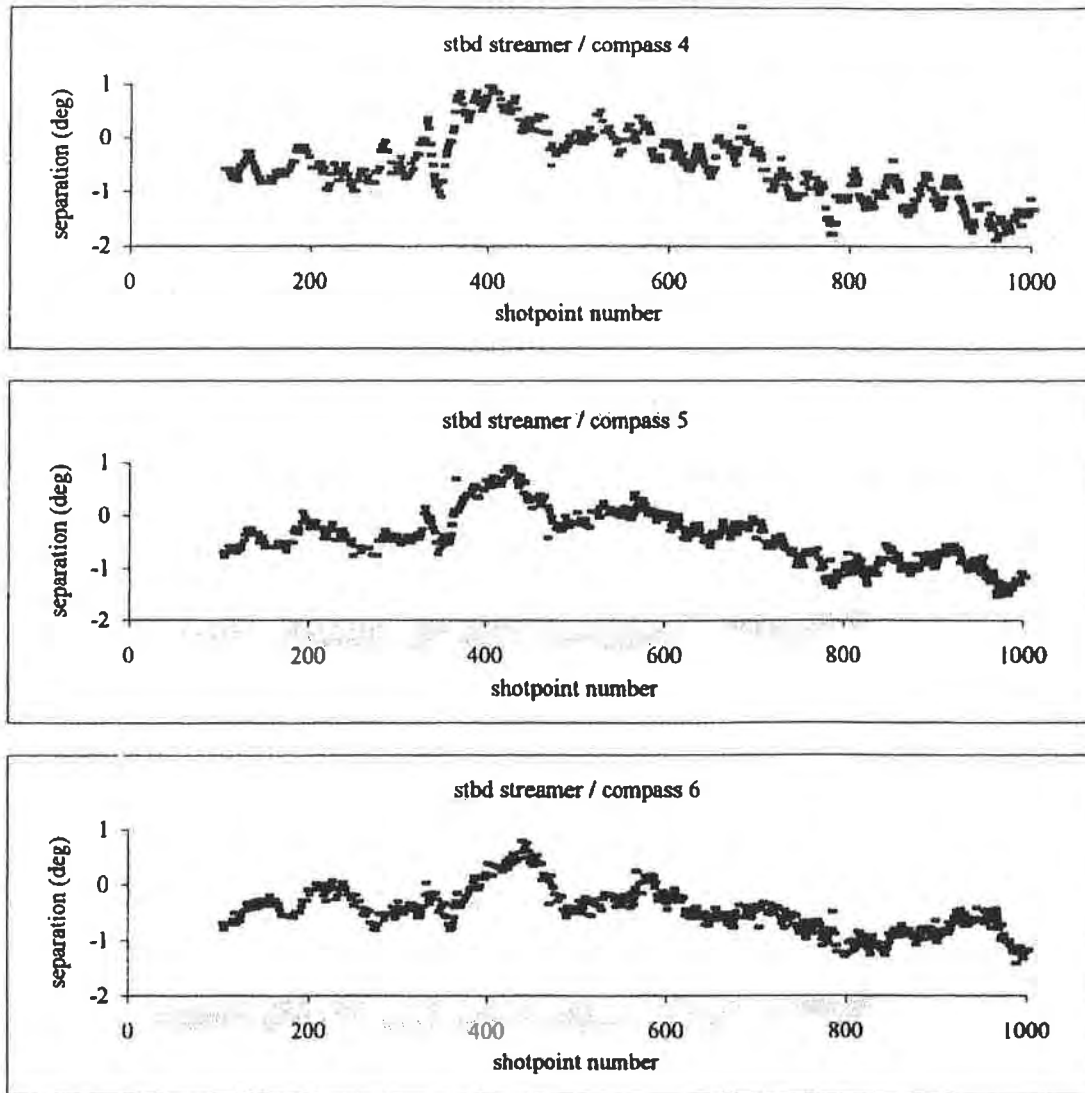 stbd streamer / compass 4
separation (deg)
1
0
-1
-2
0 200 400 600 800 1000
shotpoint number
stbd streamer / compass 5
separation (deg)
1
0
-1
-2
0 200 400 600 800 1000
shotpoint number
stbd streamer / compass 6
separation (deg)
1
0
-1
-2
0 200 400 600 800 1000
shotpoint number